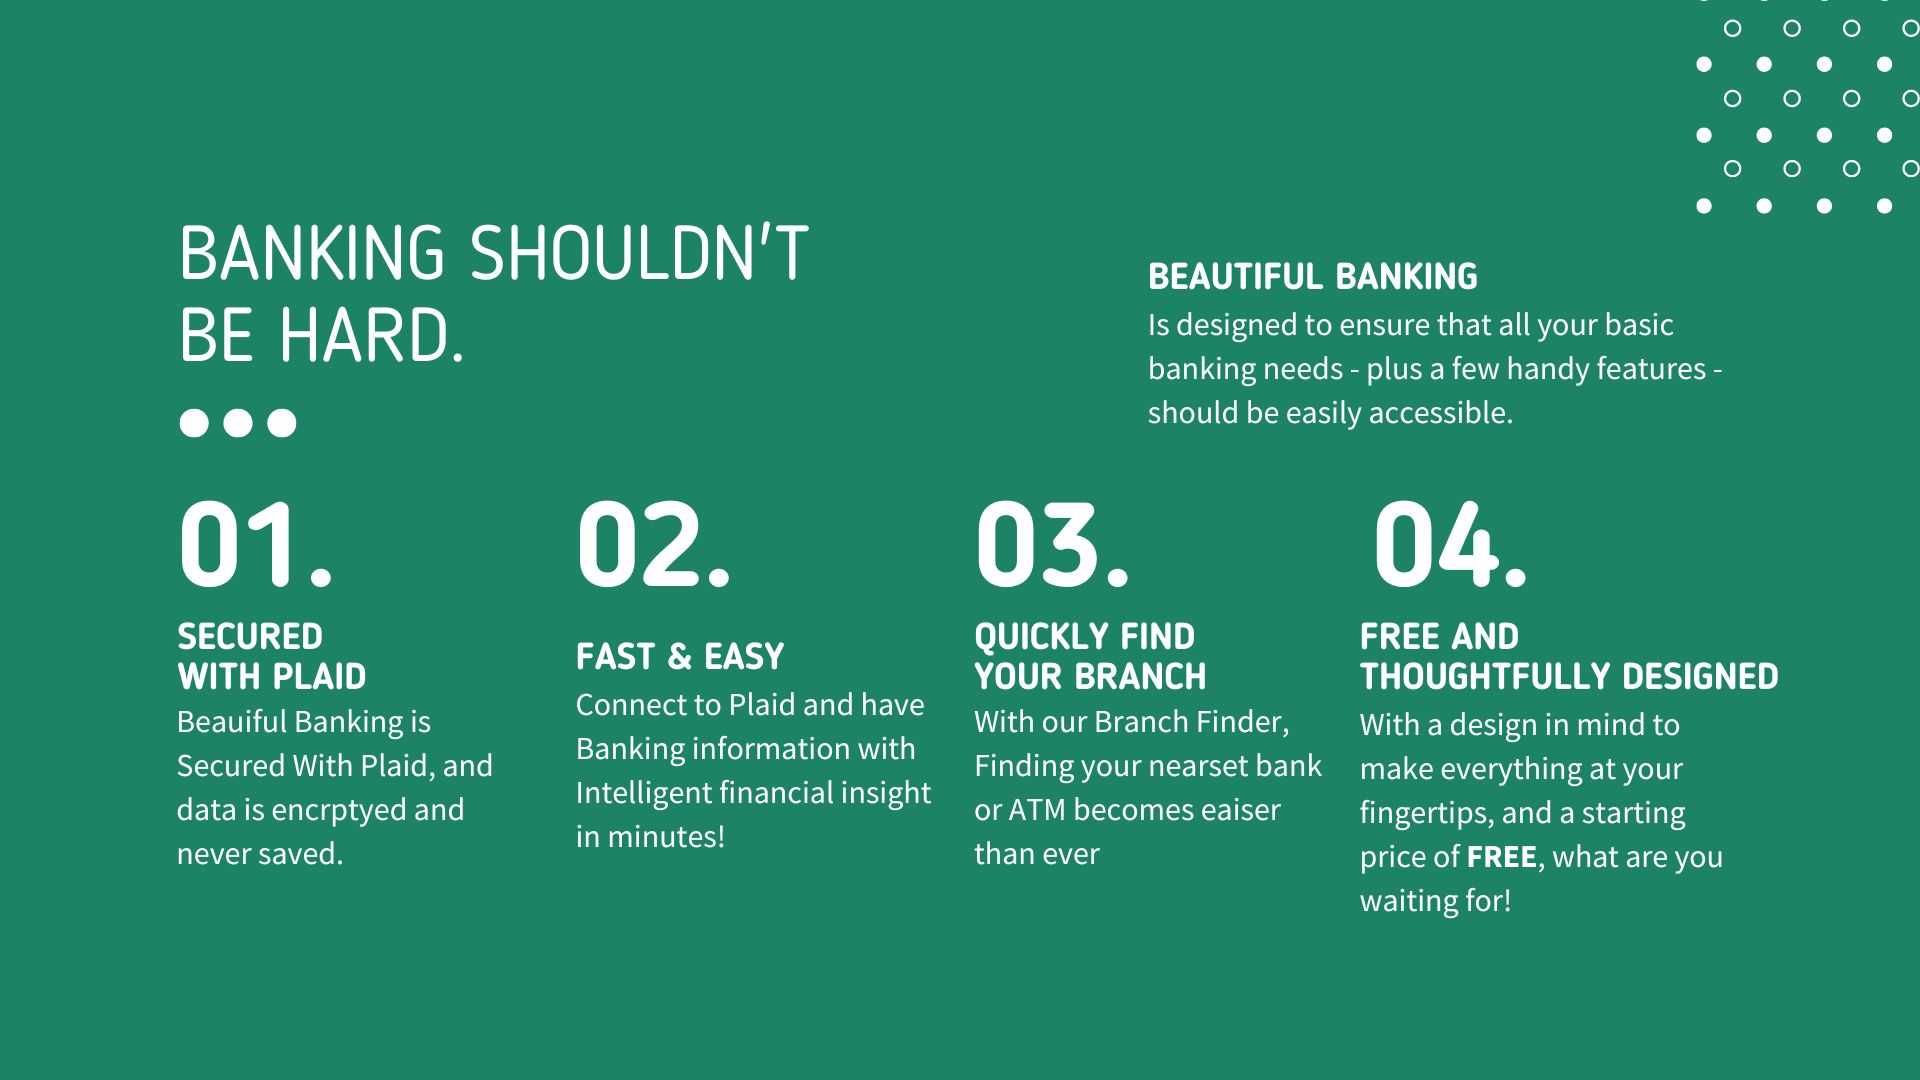 BANKING SHOULDN'T
BE HARD.
BEAUTIFUL BANKING
Is designed to ensure that all your basic
banking needs - plus a few handy features -
should be easily accessible.
01.
SECURED
WITH PLAID
Beauiful Banking is
Secured With Plaid, and
data is encrptyed and
never saved.
02.
FAST & EASY
Connect to Plaid and have
Banking information with
Intelligent financial insight
in minutes!
03.
QUICKLY FIND
YOUR BRANCH
With our Branch Finder,
Finding your nearset bank
or ATM becomes eaiser
than ever
04.
FREE AND
THOUGHTFULLY DESIGNED
With a design in mind to
make everything at your
fingertips, and a starting
price of FREE, what are you
waiting for!